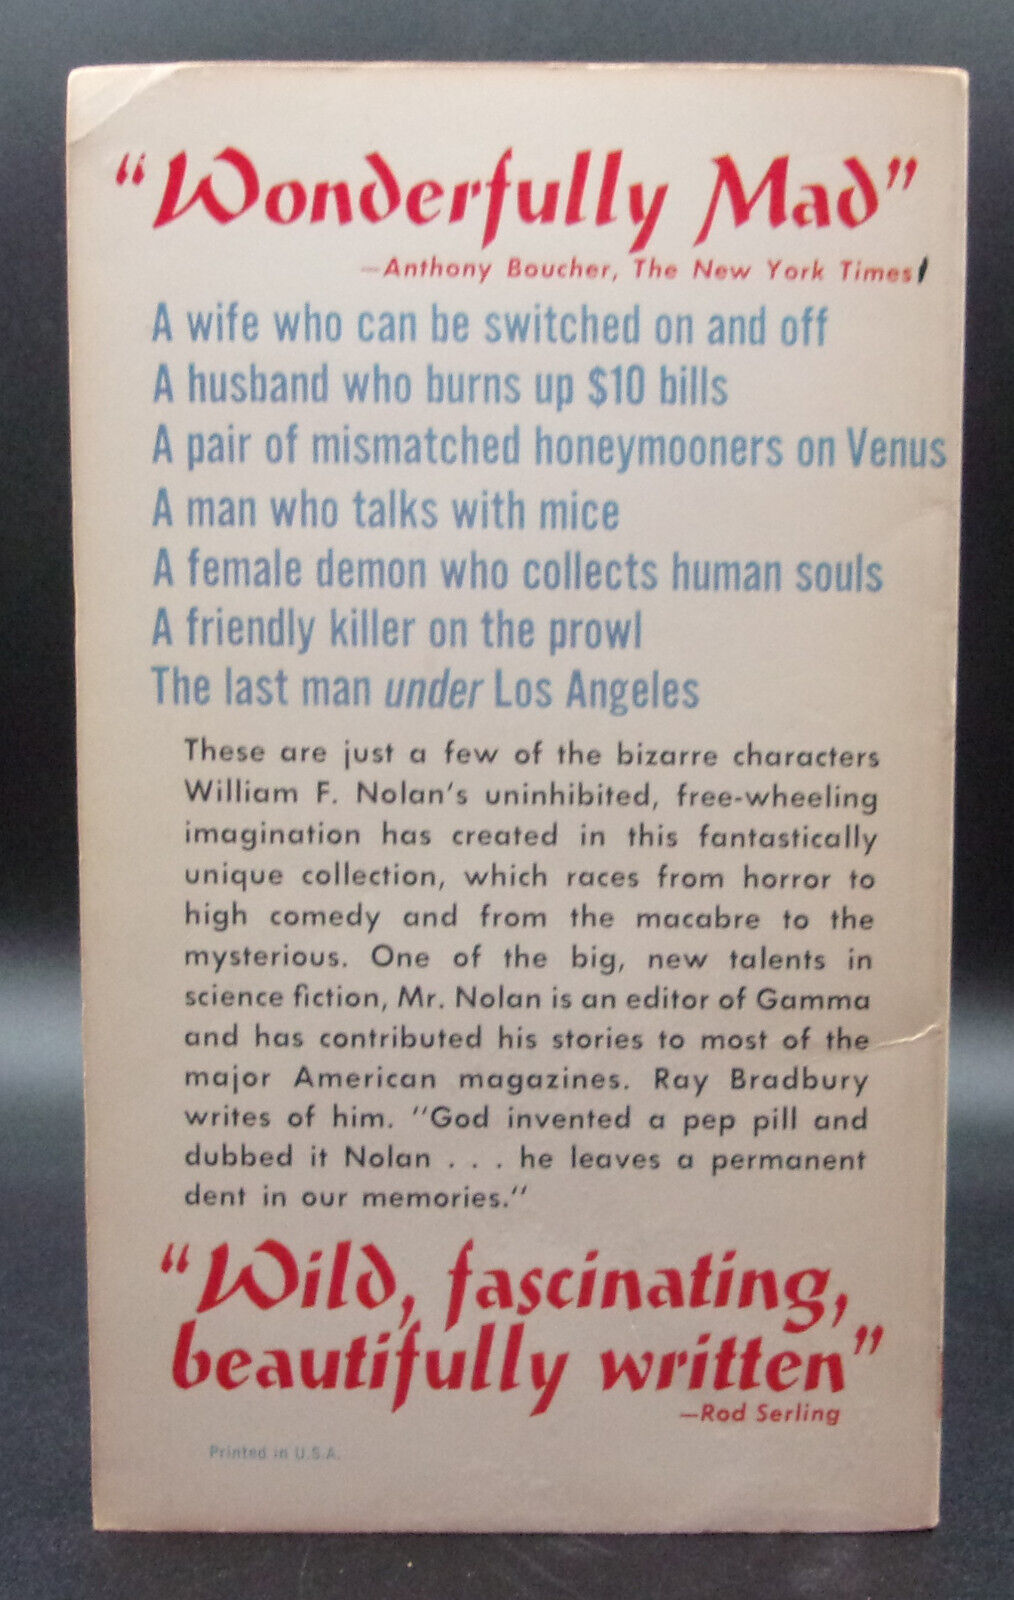 "Wonderfully Mad"
—Anthony Boucher, The New York Times
A wife who can be switched on and off
A husband who burns up $10 bills
A pair of mismatched honeymooners on Venus
A man who talks with mice
A female demon who collects human souls
A friendly killer on the prowl
The last man under Los Angeles
These are just a few of the bizarre characters
William F. Nolan's uninhibited, free-wheeling
imagination has created in this fantastically
unique collection, which races from horror to
high comedy and from the macabre to the
mysterious. One of the big, new talents in
science fiction, Mr. Nolan is an editor of Gamma
and has contributed his stories to most of the
major American magazines. Ray Bradbury
writes of him. "God invented a pep pill and
dubbed it Nolan . . . he leaves a permanent
dent in our memories."
"Wild, fascinating,
beautifully written"
—Rod Serling
Printed in U.S.A.